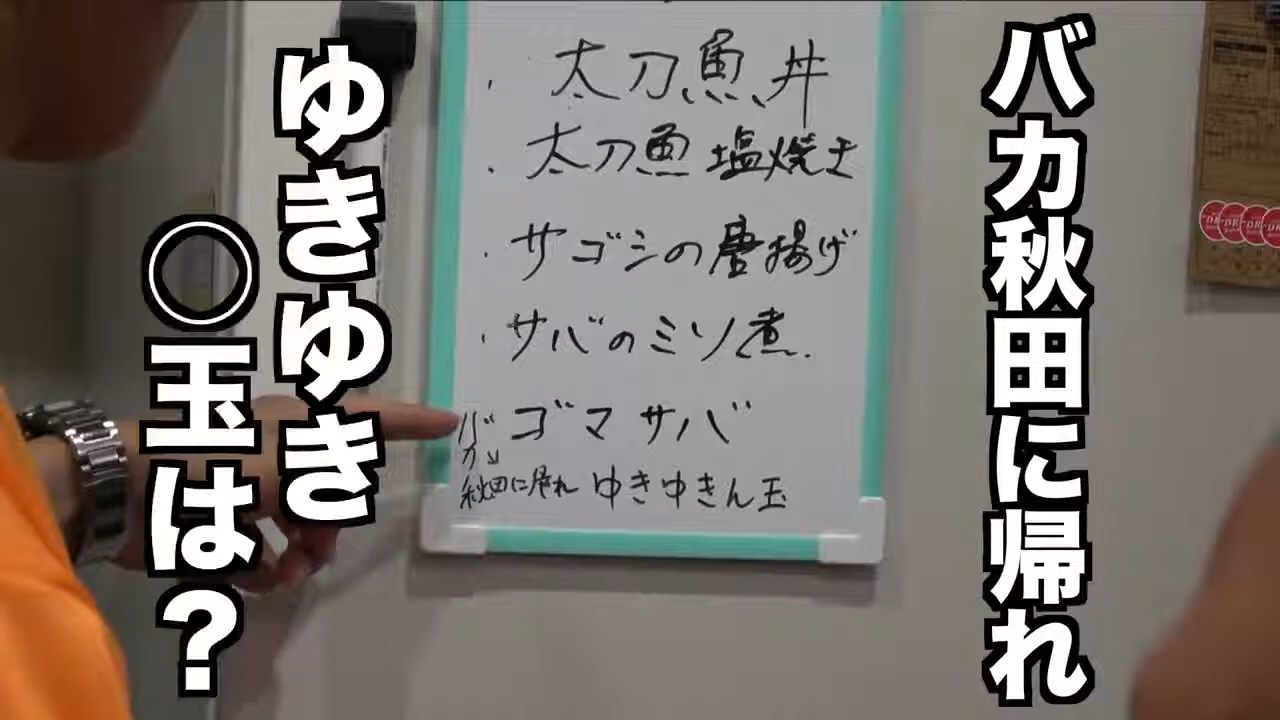 バカ秋田に帰れ
ゆきゆき
○玉は?
・太刀魚丼
・太刀魚塩焼き
・サゴシの唐揚げ
・サバのミソ煮
ゴマサバ
バカ
秋田に帰れ ゆきゆきん玉